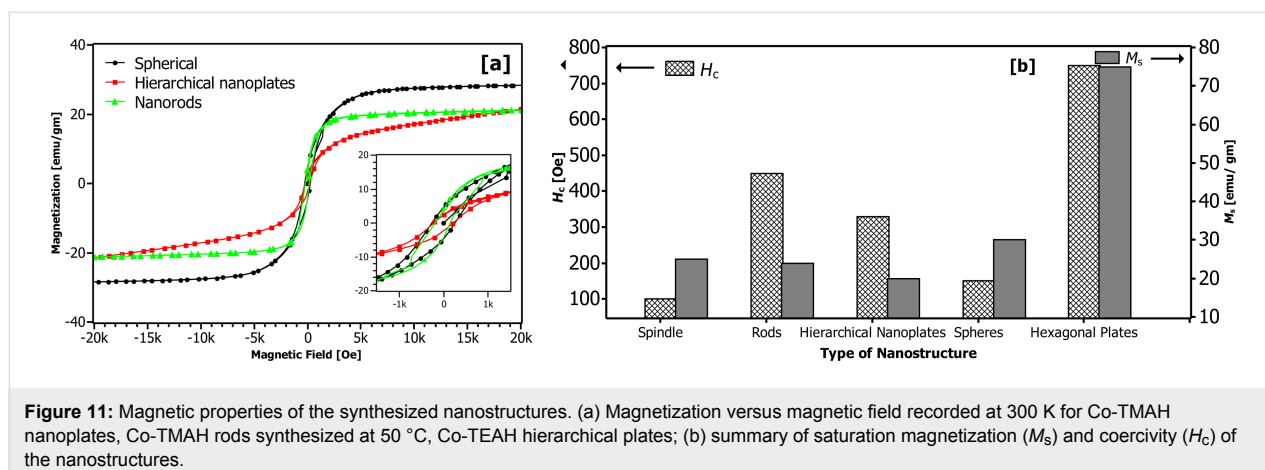 [a]
Spherical
Hierarchical nanoplates
Nanorods
Magnetization [emu/gm]
40
20
0
-20
-40
20
10
0
-10
-20
-1k 0 1k
-20k -15k -10k -5k 0 5k 10k 15k 20k
Magnetic Field [Oe]
[b]
Hc
Ms
Hc [Oe]
800
700
600
500
400
300
200
100
Ms [emu/ gm]
80
70
60
50
40
30
20
10
Spindle Rods Hierarchical Nanoplates Spheres Hexagonal Plates
Type of Nanostructure
Figure 11: Magnetic properties of the synthesized nanostructures. (a) Magnetization versus magnetic field recorded at 300 K for Co-TMAH
nanoplates, Co-TMAH rods synthesized at 50 °C, Co-TEAH hierarchical plates; (b) summary of saturation magnetization (Ms) and coercivity (Hc) of
the nanostructures.